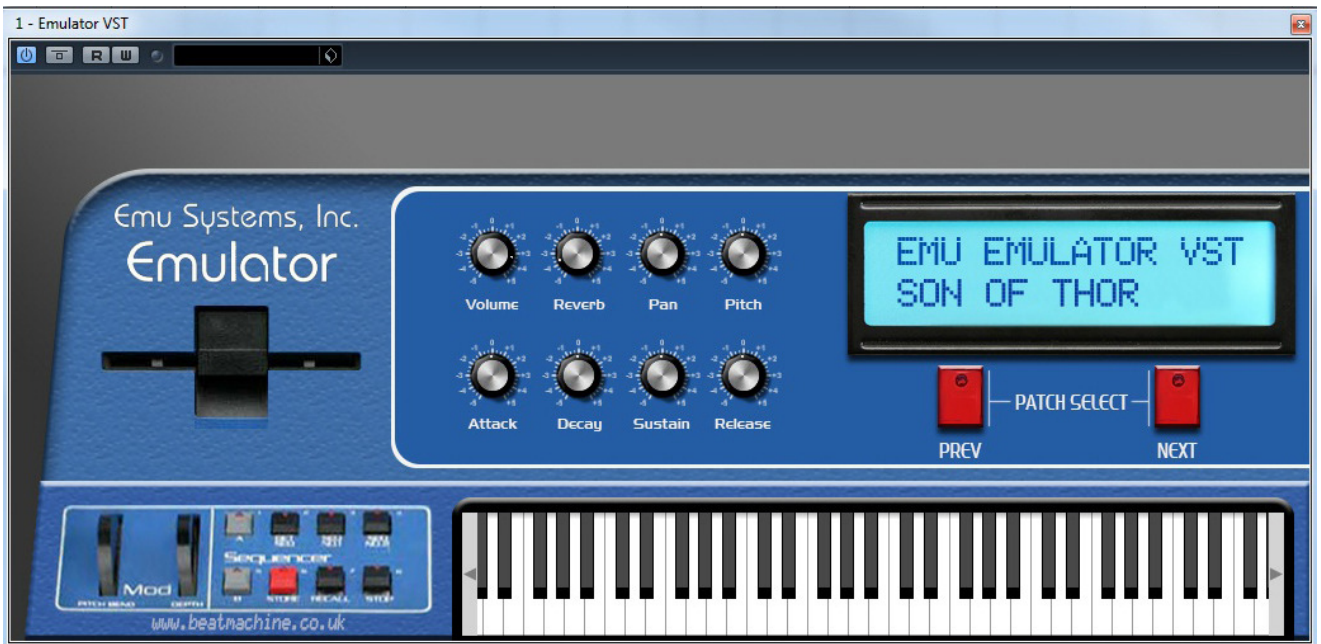 1 - Emulator VST
R W
Emu Systems, Inc.
Emulator
Volume Reverb Pan Pitch
Attack Decay Sustain Release
EMU EMULATOR VST
SON OF THOR
PATCH SELECT
PREV NEXT
A
Sequencer
B STORE RECALL STOP
Mod
PITCH BEND DEPTH
www.beatmachine.co.uk